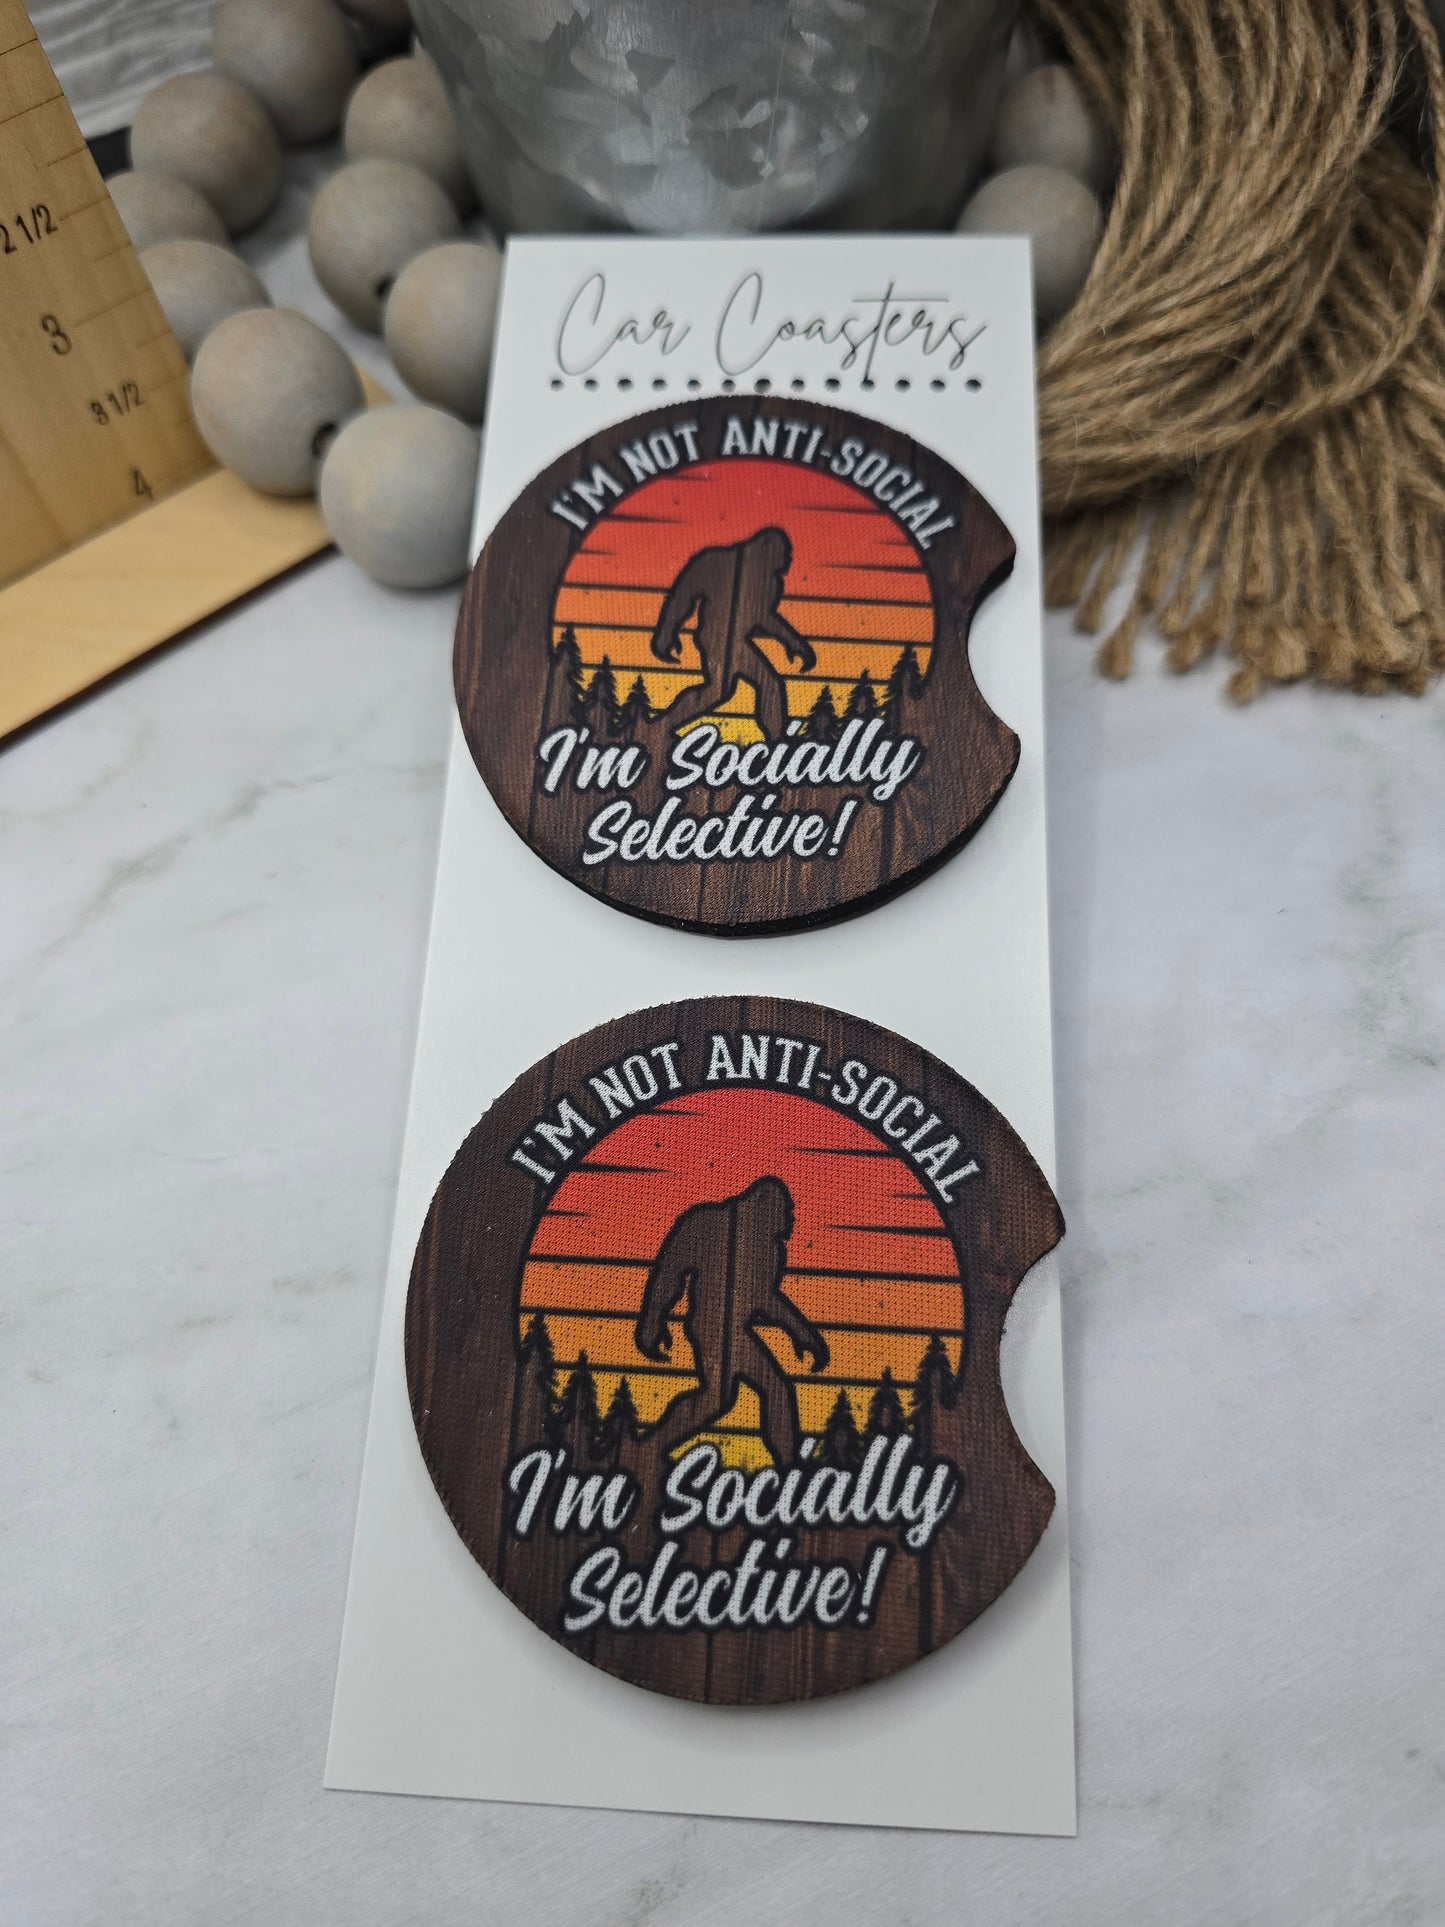 2 1/2
3
3 1/2
4
Car Coasters
I'M NOT ANTI-SOCIAL
I'm Socially
Selective!
I'M NOT ANTI-SOCIAL
I'm Socially
Selective!